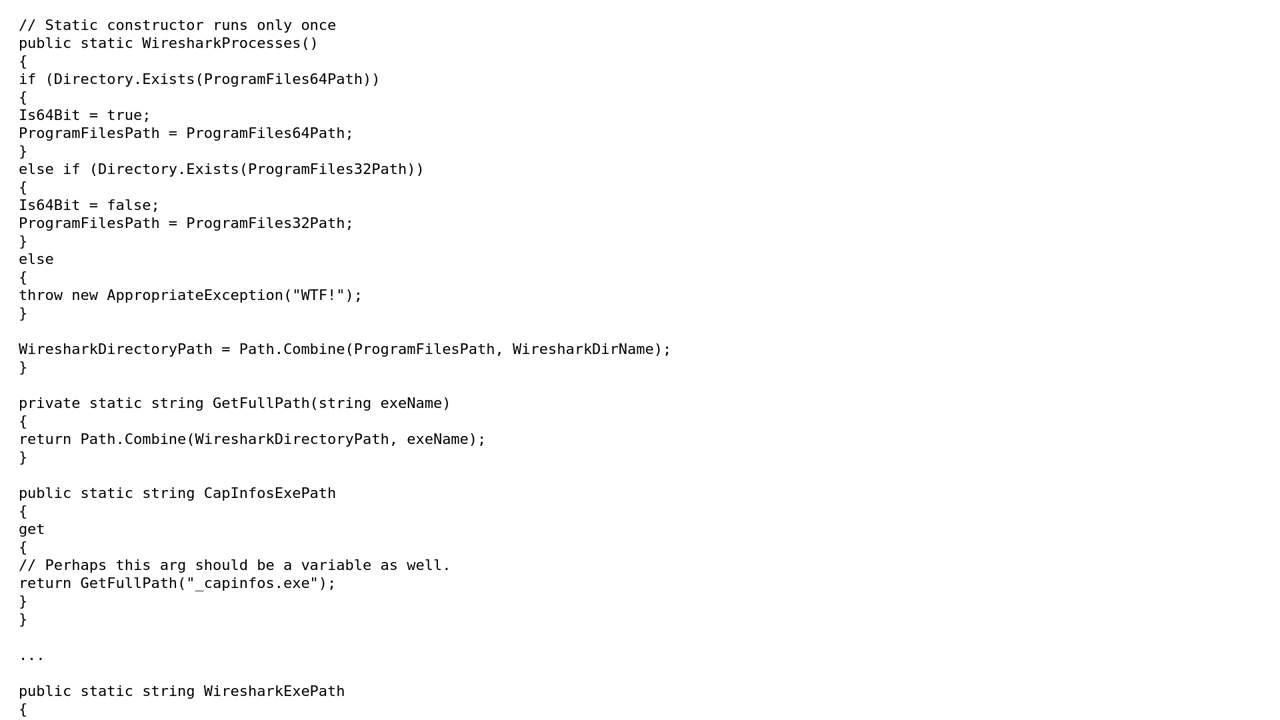 // Static constructor runs only once
public static WiresharkProcesses()
{
if (Directory.Exists(ProgramFiles64Path))
{
Is64Bit = true;
ProgramFilesPath = ProgramFiles64Path;
}
else if (Directory.Exists(ProgramFiles32Path))
{
Is64Bit = false;
ProgramFilesPath = ProgramFiles32Path;
}
else
{
throw new AppropriateException("WTF!");
}

WiresharkDirectoryPath = Path.Combine(ProgramFilesPath, WiresharkDirName);
}

private static string GetFullPath(string exeName)
{
return Path.Combine(WiresharkDirectoryPath, exeName);
}

public static string CapInfosExePath
{
get
{
// Perhaps this arg should be a variable as well.
return GetFullPath("_capinfos.exe");
}
}

...

public static string WiresharkExePath
{